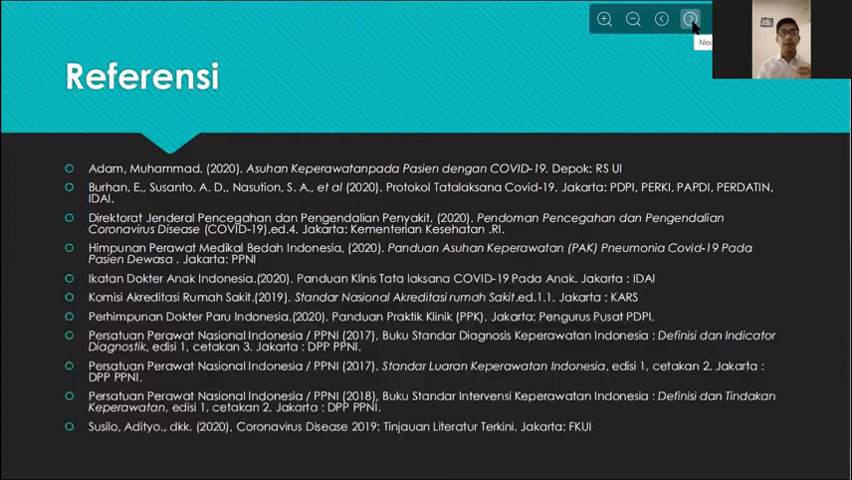 Nex
Referensi
Adam, Muhammad. (2020). Asuhan Keperawatanpada Pasien dengan COVID-19. Depok: RS UI
Burhan, E., Susanto, A. D., Nasution, S. A., et al (2020). Protokol Tatalaksana Covid-19. Jakarta: PDPI, PERKI, PAPDI, PERDATIN,
IDAI.
Direktorat Jenderal Pencegahan dan Pengendalian Penyakit. (2020). Pendoman Pencegahan dan Pengendalian
Coronavirus Disease (COVID-19).ed.4. Jakarta: Kementerian Kesehatan .RI.
Himpunan Perawat Medikal Bedah Indonesia, (2020). Panduan Asuhan Keperawatan (PAK) Pneumonia Covid-19 Pada
Pasien Dewasa . Jakarta: PPNI
Ikatan Dokter Anak Indonesia.(2020). Panduan Klinis Tata laksana COVID-19 Pada Anak. Jakarta : IDAI
Komisi Akreditasi Rumah Sakit.(2019). Standar Nasional Akreditasi rumah Sakit.ed.1.1. Jakarta : KARS
Perhimpunan Dokter Paru Indonesia.(2020). Panduan Praktik Klinik (PPK). Jakarta; Pengurus Pusat PDPI.
Persatuan Perawat Nasional Indonesia / PPNI (2017), Buku Standar Diagnosis Keperawatan Indonesia : Definisi dan Indicator
Diagnostik, edisi 1, cetakan 3. Jakarta : DPP PPNI.
Persatuan Perawat Nasional Indonesia / PPNI (2017). Standar Luaran Keperawatan Indonesia, edisi 1, cetakan 2. Jakarta :
DPP PPNI.
Persatuan Perawat Nasional Indonesia / PPNI (2018), Buku Standar Intervensi Keperawatan Indonesia : Definisi dan Tindakan
Keperawatan, edisi 1, cetakan 2. Jakarta : DPP PPNI.
Susilo, Adityo., dkk. (2020), Coronavirus Disease 2019: Tinjauan Literatur Terkini. Jakarta: FKUI